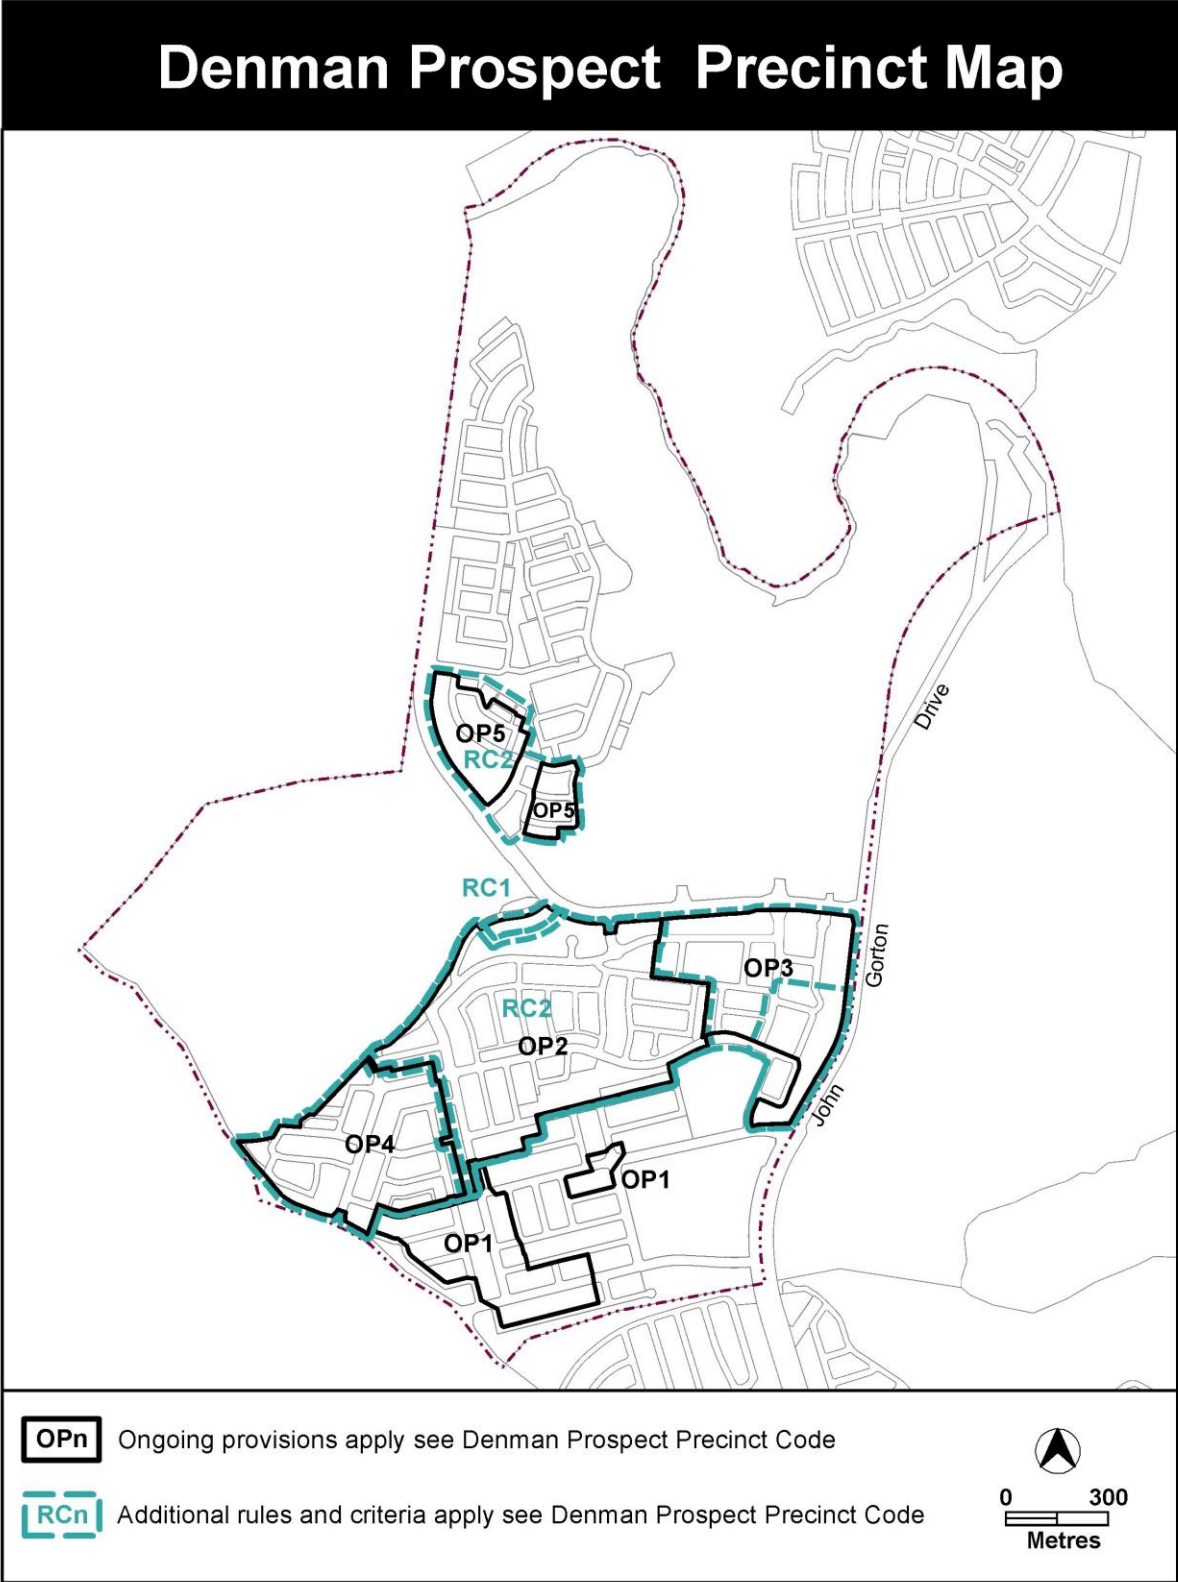 Denman Prospect Precinct Map
Drive
OP5
RC2
OP5
RC1
Gorton
OP3
RC2
OP2
John
OP4
OP1
OP1
OPn Ongoing provisions apply see Denman Prospect Precinct Code
RCn Additional rules and criteria apply see Denman Prospect Precinct Code
0 300
Metres